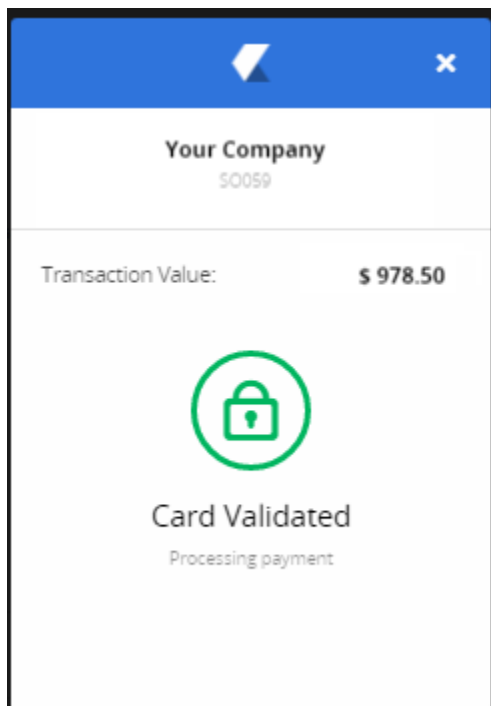 Your Company
SO059
Transaction Value: $ 978.50
Card Validated
Processing payment